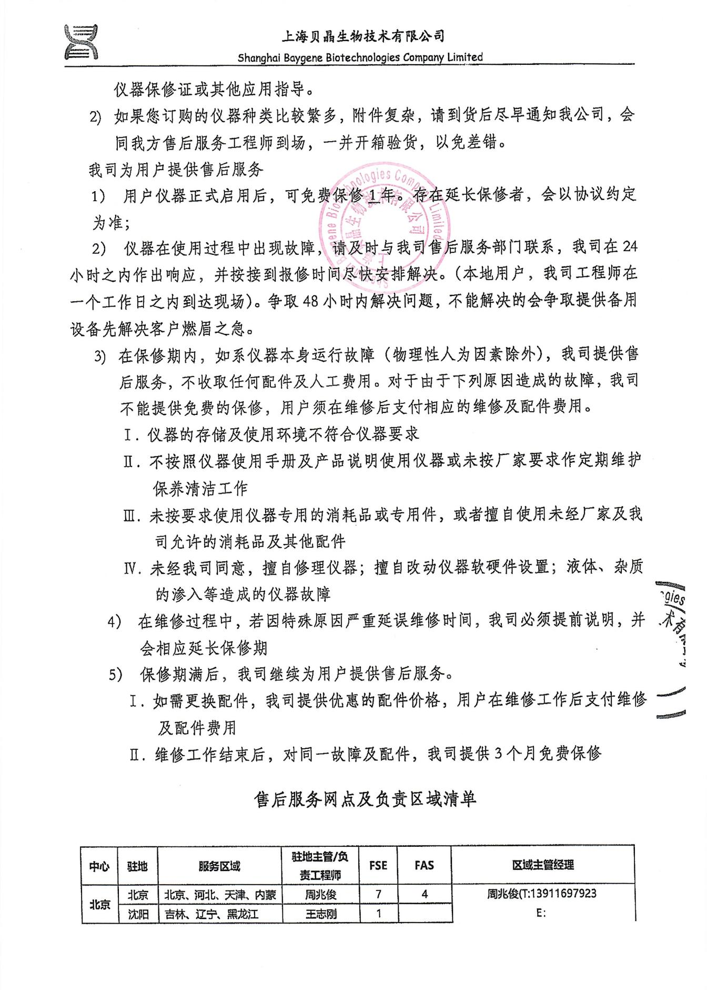 上海贝晶生物技术有限公司
Shanghai Baygene Biotechnologies Company Limited
仪器保修证或其他应用指导。
2) 如果您订购的仪器种类比较繁多，附件复杂，请到货后尽早通知我公司，会
同我方售后服务工程师到场，一并开箱验货，以免差错。
我司为用户提供售后服务
1) 用户仪器正式启用后，可免费保修1年。存在延长保修者，会以协议约定
为准；
2) 仪器在使用过程中出现故障，请及时与我司售后服务部门联系，我司在24
小时之内作出响应，并按接到报修时间尽快安排解决。（本地用户，我司工程师在
一个工作日之内到达现场）。争取48小时内解决问题，不能解决的会争取提供备用
设备先解决客户燃眉之急。
3) 在保修期内，如系仪器本身运行故障（物理性人为因素除外），我司提供售
后服务，不收取任何配件及人工费用。对于由于下列原因造成的故障，我司
不能提供免费的保修，用户须在维修后支付相应的维修及配件费用。
Ⅰ. 仪器的存储及使用环境不符合仪器要求
Ⅱ. 不按照仪器使用手册及产品说明使用仪器或未按厂家要求作定期维护
保养清洁工作
Ⅲ. 未按要求使用仪器专用的消耗品或专用件，或者擅自使用未经厂家及我
司允许的消耗品及其他配件
Ⅳ. 未经我司同意，擅自修理仪器；擅自改动仪器软硬件设置；液体、杂质
的渗入等造成的仪器故障
4) 在维修过程中，若因特殊原因严重延误维修时间，我司必须提前说明，并
会相应延长保修期
5) 保修期满后，我司继续为用户提供售后服务。
Ⅰ. 如需更换配件，我司提供优惠的配件价格，用户在维修工作后支付维修
及配件费用
Ⅱ. 维修工作结束后，对同一故障及配件，我司提供3个月免费保修
售后服务网点及负责区域清单
中心 驻地 服务区域 驻地主管/负责工程师 FSE FAS 区域主管经理
北京 北京 北京、河北、天津、内蒙 周兆俊 7 4 周兆俊(T:13911697923
沈阳 吉林、辽宁、黑龙江 王志刚 1 E:
Shanghai Baygene Biotechnologies Company Limited
上海贝晶生物技术有限公司
gies
术有